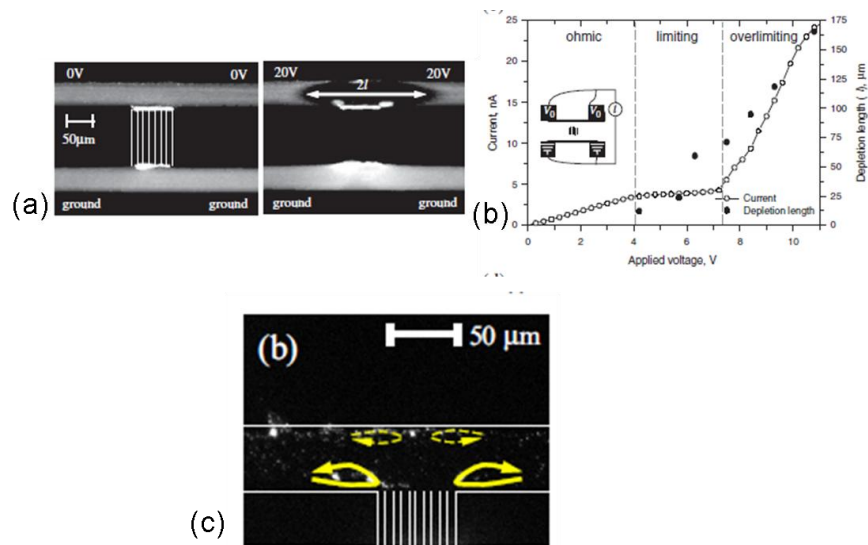 0V 0V
50μm
ground ground
20V 20V
2l
ground ground
(a)
ohmic limiting overlimiting
Current, nA
25
20
15
10
5
0
V₀ V₀ I
Current
Depletion length
175
150
125
100
75
50
25
0
Depletion length (l), μm
0 2 4 6 8 10
Applied voltage, V
(b)
(b)
50 μm
(c)